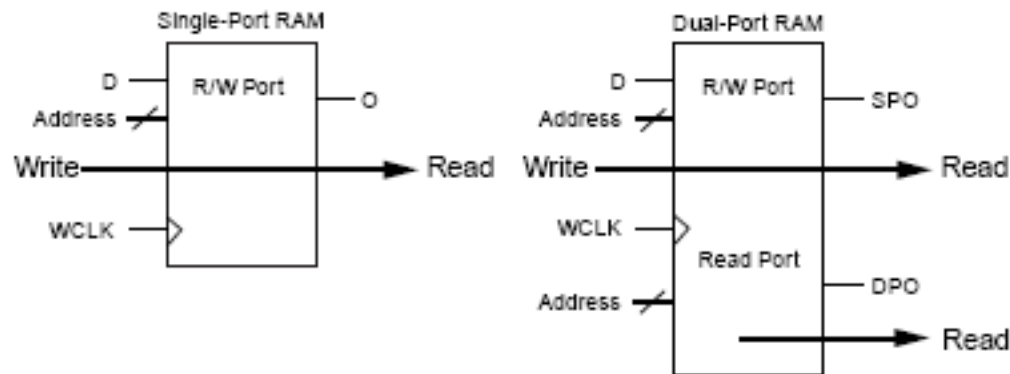 Single-Port RAM
D
R/W Port
O
Address
Write
Read
WCLK
Dual-Port RAM
D
R/W Port
SPO
Address
Write
Read
WCLK
Read Port
DPO
Address
Read